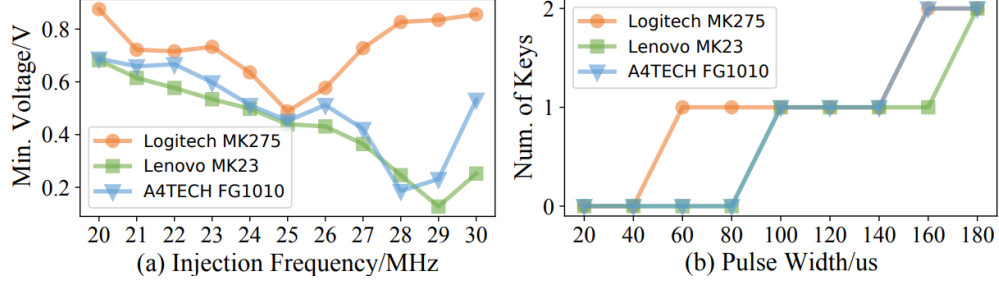 Min. Voltage/V
0.8
0.6
0.4
0.2
Logitech MK275
Lenovo MK23
A4TECH FG1010
20 21 22 23 24 25 26 27 28 29 30
(a) Injection Frequency/MHz
Num. of Keys
2
1
0
Logitech MK275
Lenovo MK23
A4TECH FG1010
20 40 60 80 100 120 140 160 180
(b) Pulse Width/us